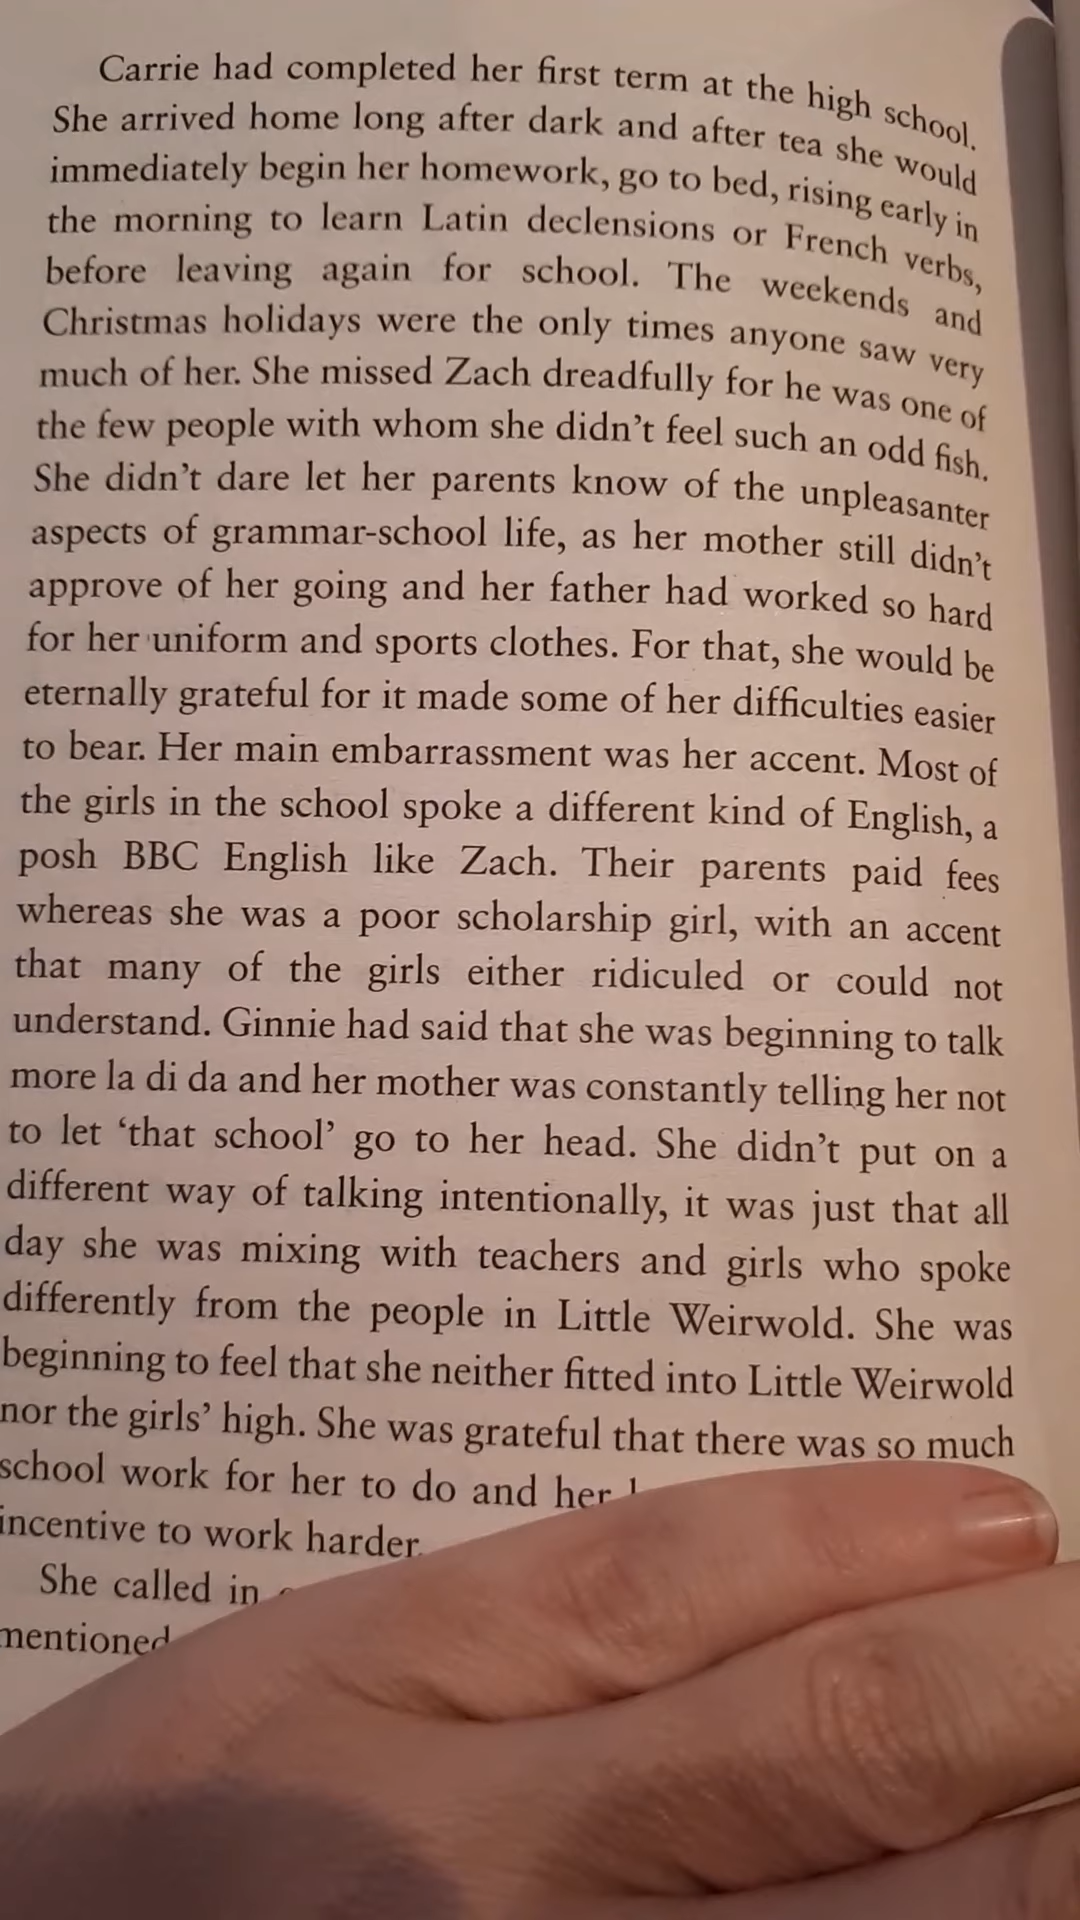 Carrie had completed her first term at the high school.
She arrived home long after dark and after tea she would
immediately begin her homework, go to bed, rising early in
the morning to learn Latin declensions or French verbs,
before leaving again for school. The weekends and
Christmas holidays were the only times anyone saw very
much of her. She missed Zach dreadfully for he was one of
the few people with whom she didn’t feel such an odd fish.
She didn’t dare let her parents know of the unpleasanter
aspects of grammar-school life, as her mother still didn’t
approve of her going and her father had worked so hard
for her uniform and sports clothes. For that, she would be
eternally grateful for it made some of her difficulties easier
to bear. Her main embarrassment was her accent. Most of
the girls in the school spoke a different kind of English, a
posh BBC English like Zach. Their parents paid fees
whereas she was a poor scholarship girl, with an accent
that many of the girls either ridiculed or could not
understand. Ginnie had said that she was beginning to talk
more la di da and her mother was constantly telling her not
to let ‘that school’ go to her head. She didn’t put on a
different way of talking intentionally, it was just that all
day she was mixing with teachers and girls who spoke
differently from the people in Little Weirwold. She was
beginning to feel that she neither fitted into Little Weirwold
nor the girls’ high. She was grateful that there was so much
school work for her to do and her
incentive to work harder.
She called in
mentioned